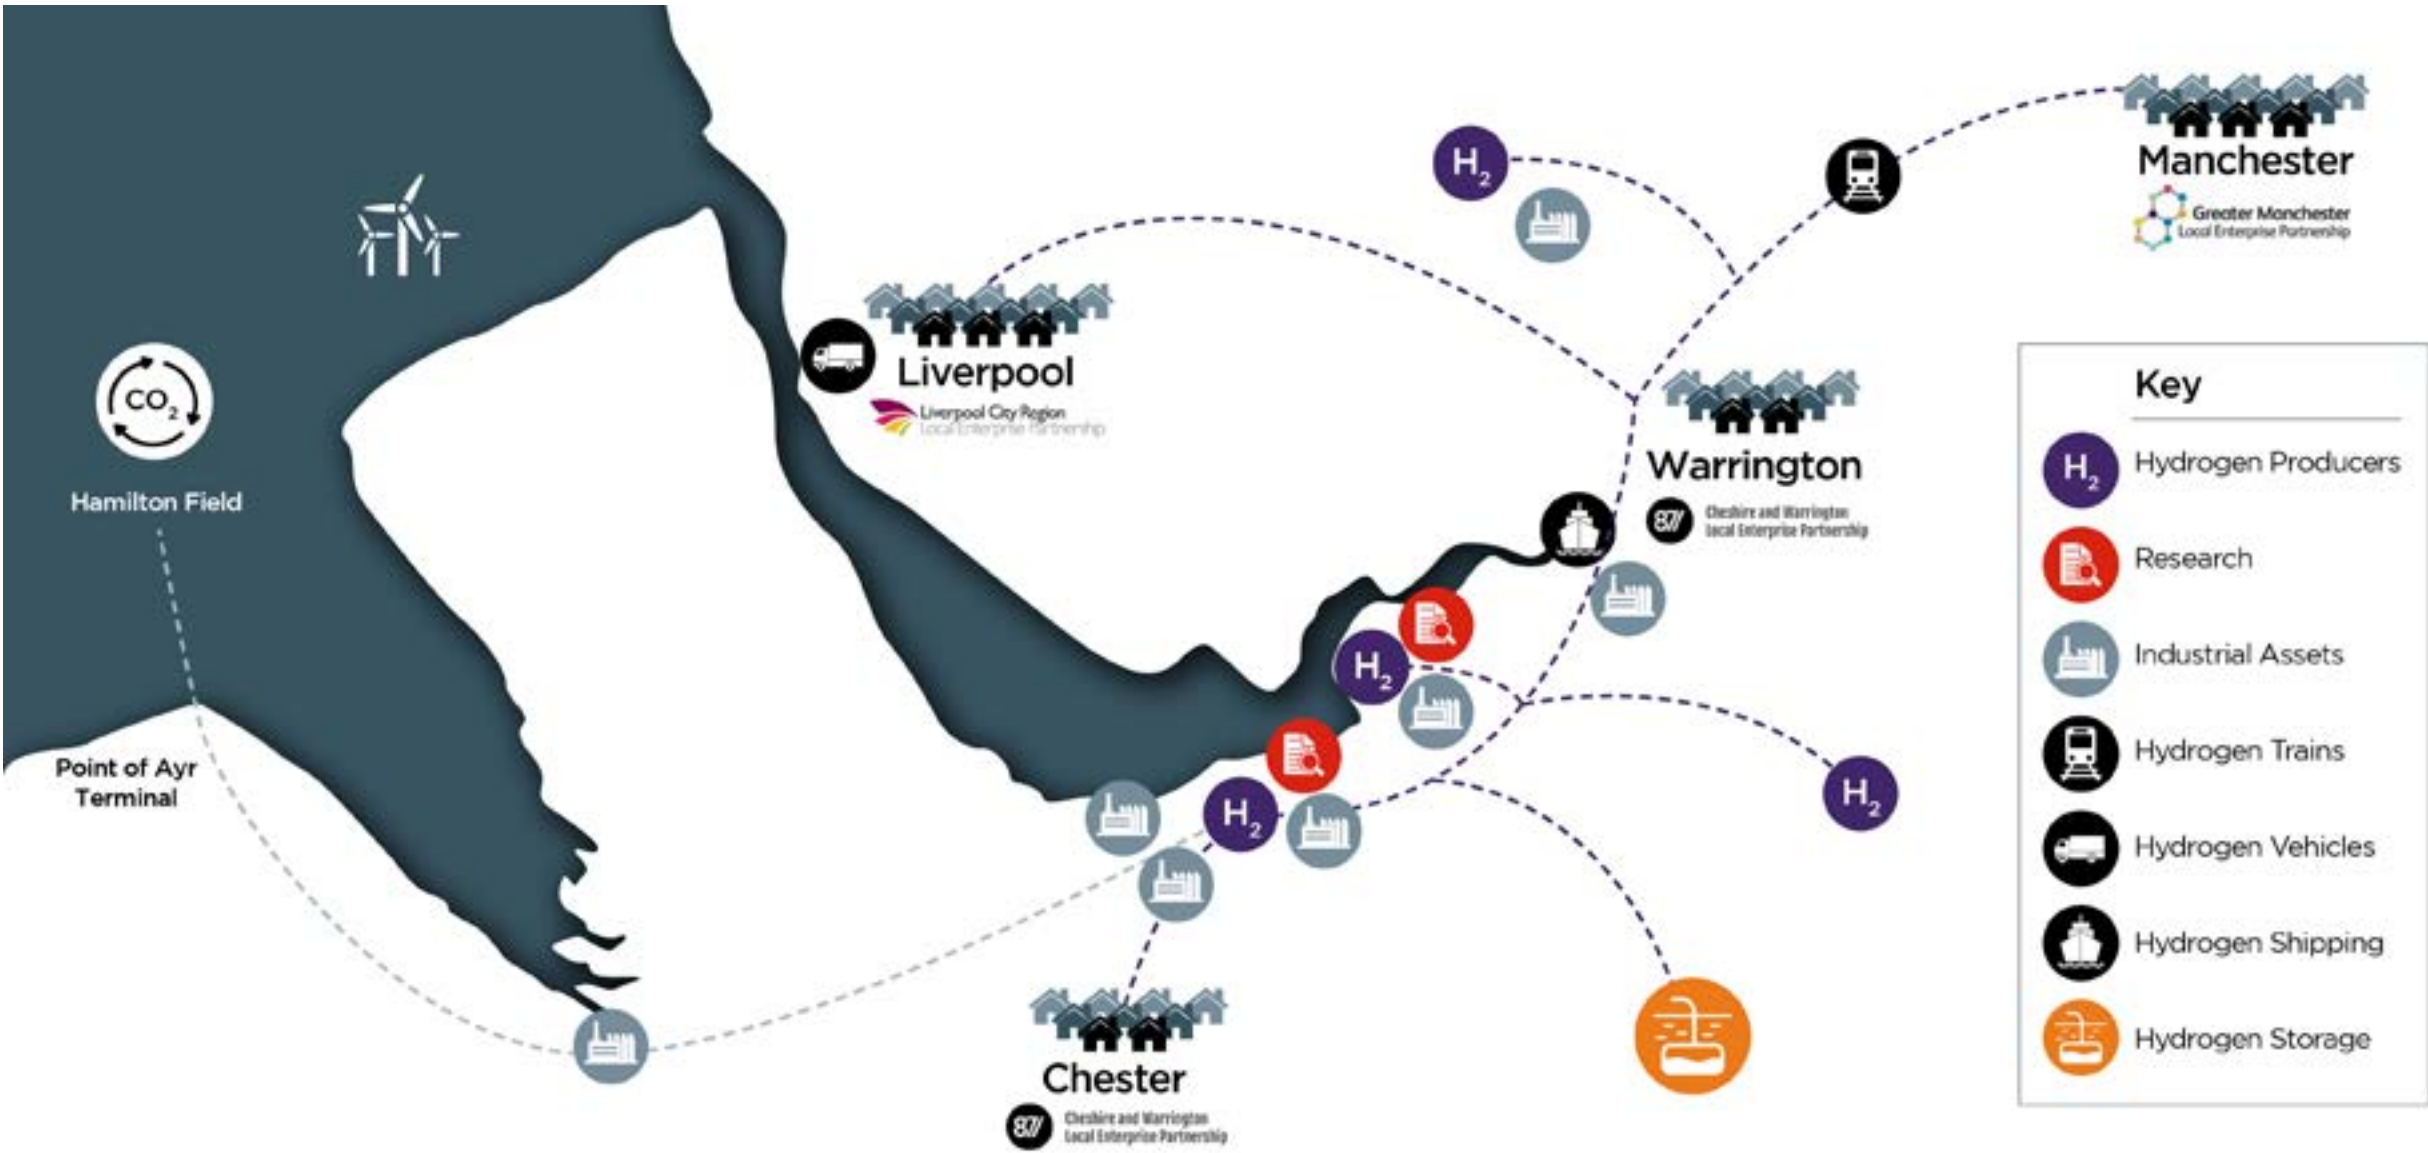 Manchester
Greater Manchester
Local Enterprise Partnership
H2
Liverpool
Liverpool City Region
Local Enterprise Partnership
CO2
Hamilton Field
Warrington
87//
Cheshire and Warrington
Local Enterprise Partnership
H2
H2
H2
Point of Ayr
Terminal
Chester
87//
Cheshire and Warrington
Local Enterprise Partnership
Key
H2 Hydrogen Producers
Research
Industrial Assets
Hydrogen Trains
Hydrogen Vehicles
Hydrogen Shipping
Hydrogen Storage